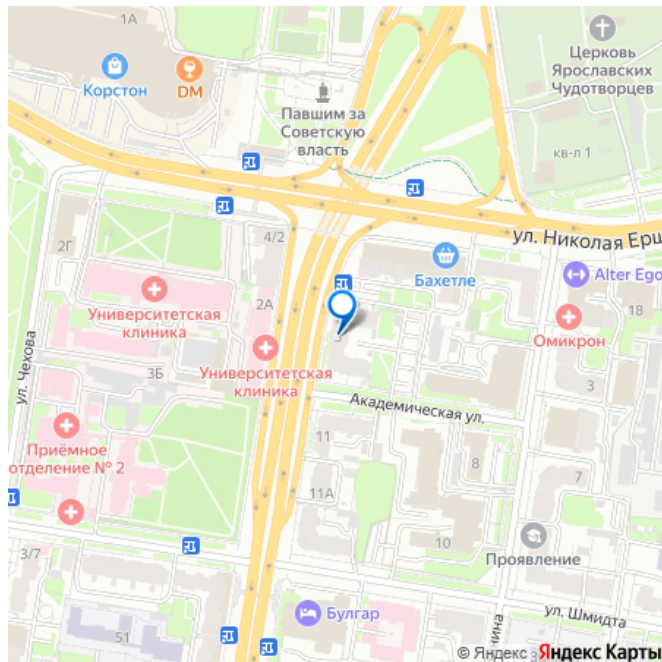 1А
Корстон
DM
Павшим за
Советскую
власть
Церковь
Ярославских
Чудотворцев
кв-л 1
ул. Николая Ерш
2Г
4/2
Бахетле
Alter Ego
Университетская
клиника
2А
18
Омикрон
3
ул. Чехова
3Б
Университетская
клиника
3
Академическая ул.
Приёмное
отделение № 2
11
8
7
11А
10
Проявление
3/7
Булгар
ул. Шмидта
51
нина
© Яндекс Яндекс Карты